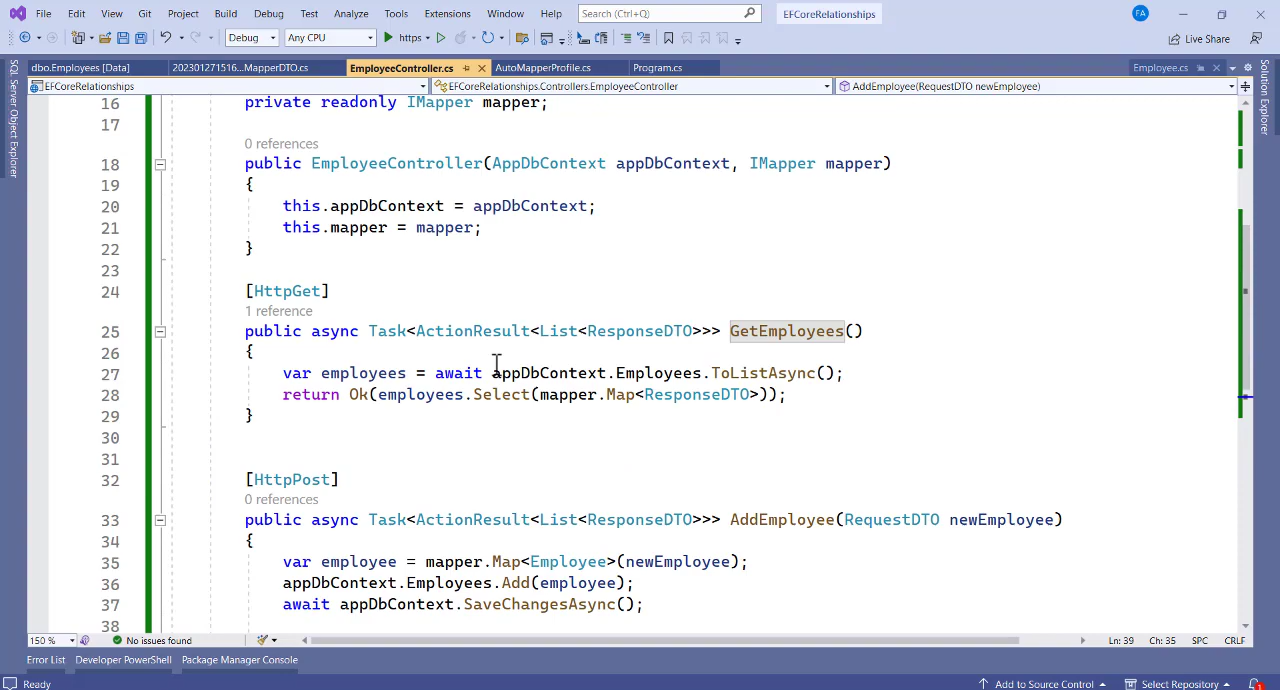 File Edit View Git Project Build Debug Test Analyze Tools Extensions Window Help Search (Ctrl+Q) EFCoreRelationships FA
Debug Any CPU https Live Share
dbo.Employees [Data] 202301271516...MapperDTO.cs EmployeeController.cs AutoMapperProfile.cs Program.cs Employee.cs
EFCoreRelationships EFCoreRelationships.Controllers.EmployeeController AddEmployee(RequestDTO newEmployee)
SQL Server Object Explorer
Solution Explorer
16 private readonly IMapper mapper;
17
0 references
18 public EmployeeController(AppDbContext appDbContext, IMapper mapper)
19 {
20 this.appDbContext = appDbContext;
21 this.mapper = mapper;
22 }
23
24 [HttpGet]
1 reference
25 public async Task<ActionResult<List<ResponseDTO>>> GetEmployees()
26 {
27 var employees = await appDbContext.Employees.ToListAsync();
28 return Ok(employees.Select(mapper.Map<ResponseDTO>));
29 }
30
31
32 [HttpPost]
0 references
33 public async Task<ActionResult<List<ResponseDTO>>> AddEmployee(RequestDTO newEmployee)
34 {
35 var employee = mapper.Map<Employee>(newEmployee);
36 appDbContext.Employees.Add(employee);
37 await appDbContext.SaveChangesAsync();
38
150 % No issues found Ln: 39 Ch: 35 SPC CRLF
Error List Developer PowerShell Package Manager Console
Ready Add to Source Control Select Repository 1